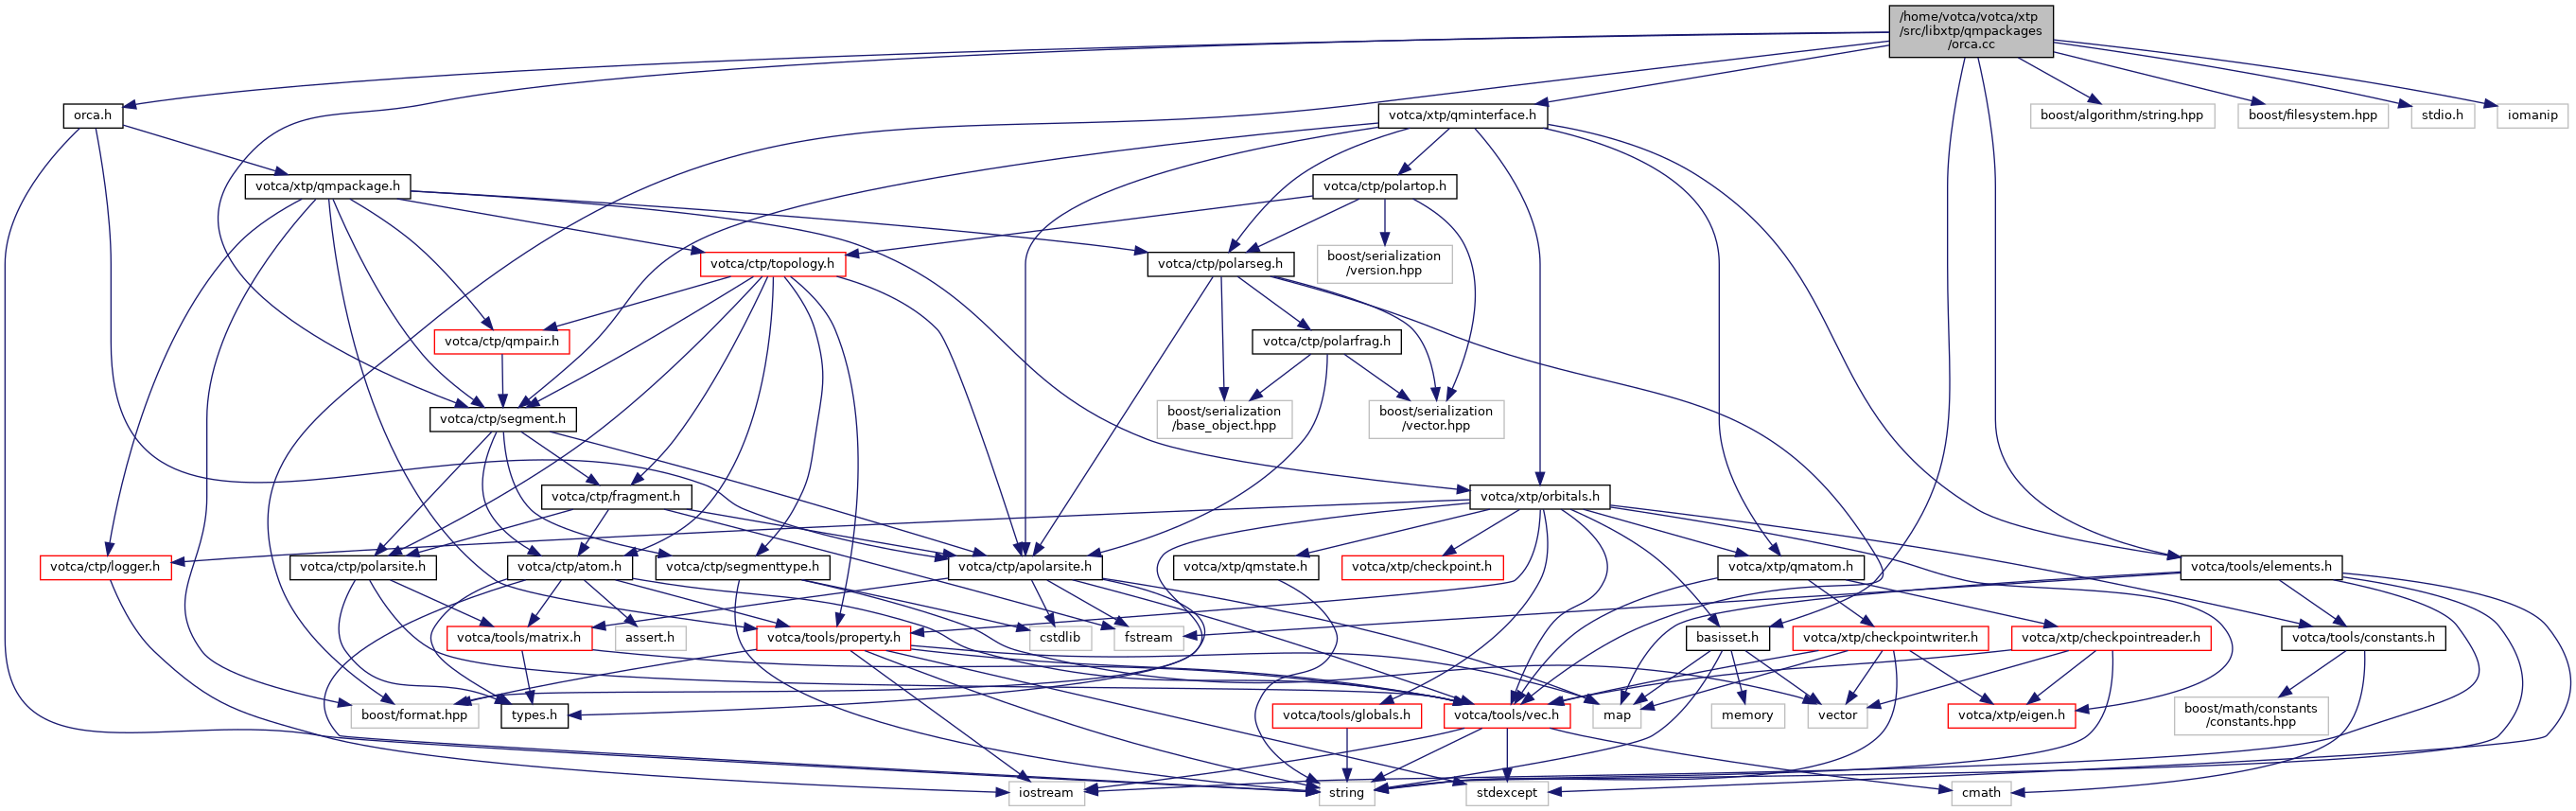 /home/votca/votca/xtp
/src/libxtp/qmpackages
/orca.cc
orca.h
votca/xtp/qminterface.h
boost/algorithm/string.hpp
boost/filesystem.hpp
stdio.h
iomanip
votca/xtp/qmpackage.h
votca/ctp/polartop.h
votca/ctp/topology.h
votca/ctp/polarseg.h
boost/serialization
/version.hpp
votca/ctp/qmpair.h
votca/ctp/polarfrag.h
votca/ctp/segment.h
boost/serialization
/base_object.hpp
boost/serialization
/vector.hpp
votca/ctp/fragment.h
votca/xtp/orbitals.h
votca/ctp/logger.h
votca/ctp/polarsite.h
votca/ctp/atom.h
votca/ctp/segmenttype.h
votca/ctp/apolarsite.h
votca/xtp/qmstate.h
votca/xtp/checkpoint.h
votca/xtp/qmatom.h
votca/tools/elements.h
votca/tools/matrix.h
assert.h
votca/tools/property.h
cstdlib
fstream
basisset.h
votca/xtp/checkpointwriter.h
votca/xtp/checkpointreader.h
votca/tools/constants.h
boost/format.hpp
types.h
votca/tools/globals.h
votca/tools/vec.h
map
memory
vector
votca/xtp/eigen.h
boost/math/constants
/constants.hpp
iostream
string
stdexcept
cmath